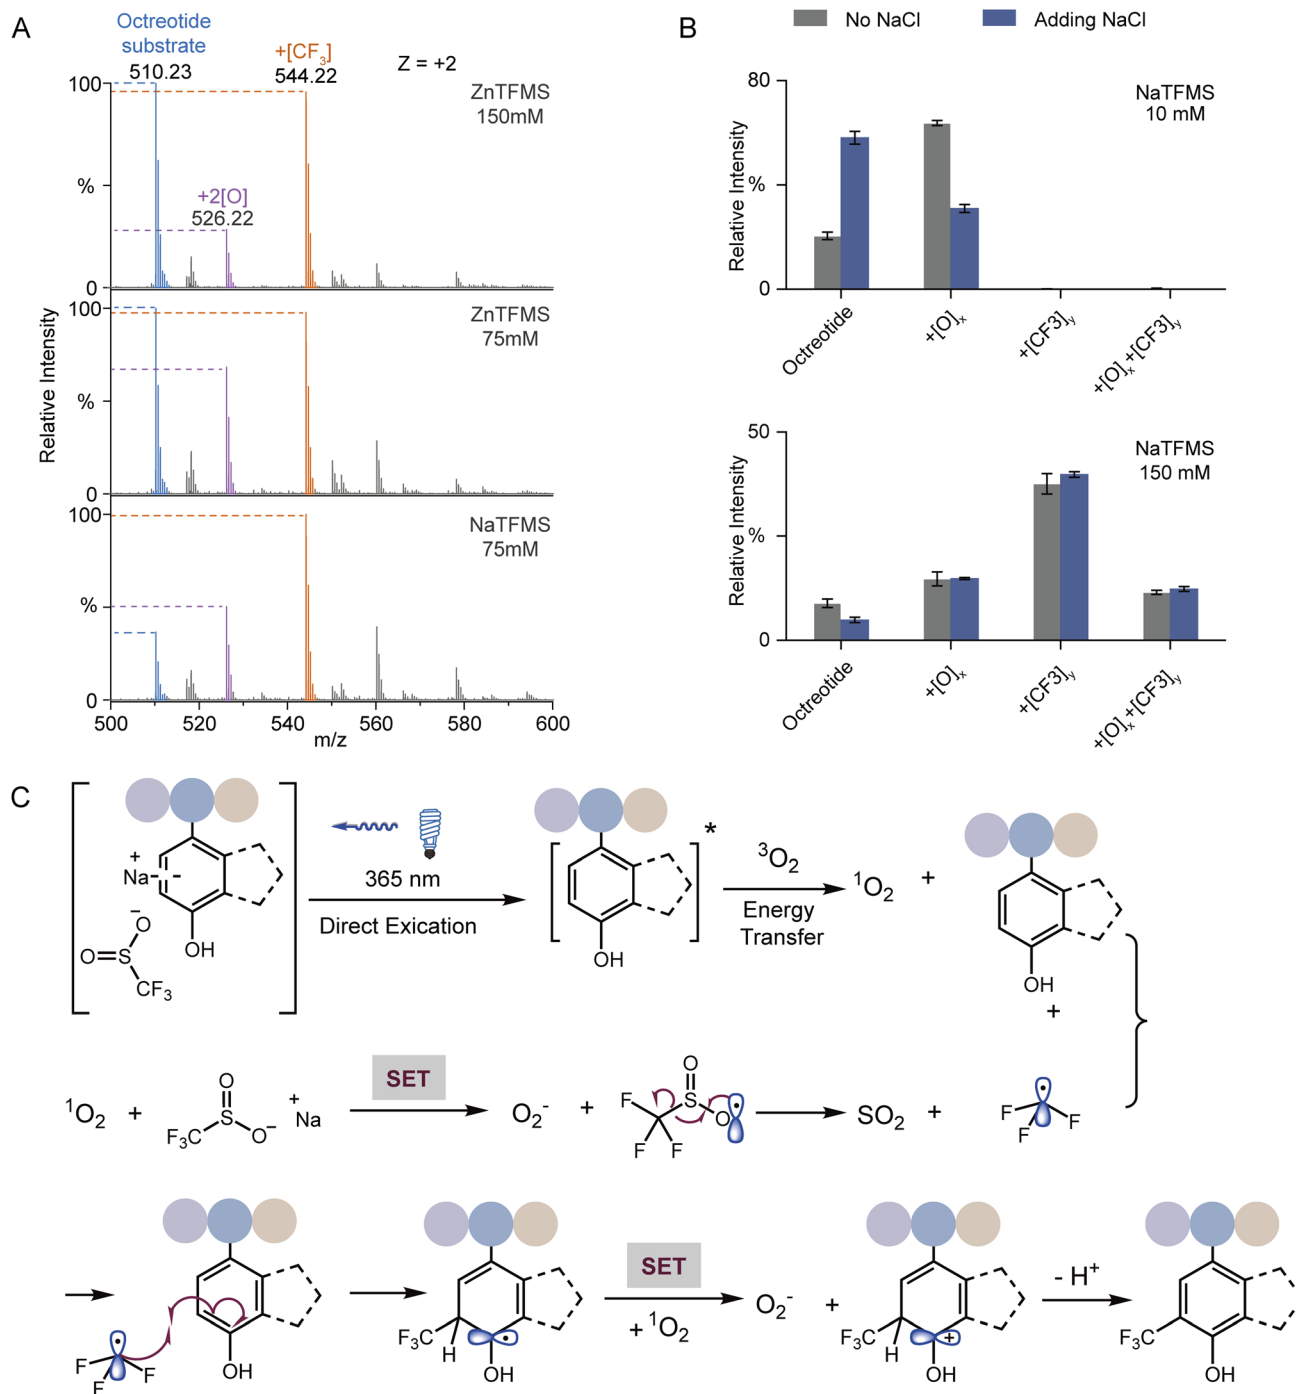 A
Octreotide
substrate
510.23
+[CF3]
544.22
Z = +2
ZnTFMS
150mM
+2[O]
526.22
100
%
0
ZnTFMS
75mM
100
%
0
NaTFMS
75mM
100
%
0
Relative Intensity
500 520 540 560 580 600
m/z
B
No NaCl
Adding NaCl
NaTFMS
10 mM
80
%
0
Relative Intensity
Octreotide
+[O]x
+[CF3]y
+[O]x+[CF3]y
NaTFMS
150 mM
50
%
0
Relative Intensity
Octreotide
+[O]x
+[CF3]y
+[O]x+[CF3]y
C
+
Na
-
O−
O=S
CF3
OH
365 nm
Direct Exication
*
OH
3O2
Energy
Transfer
1O2
+
OH
+
1O2
+
O
S
F3C
O−
+
Na
SET
O2-
+
O
S
O
F
F
F
SO2
+
F
F
F
F
F
F
OH
F3C
H
OH
SET
+ 1O2
O2-
+
F3C
H
+
OH
- H+
F3C
OH